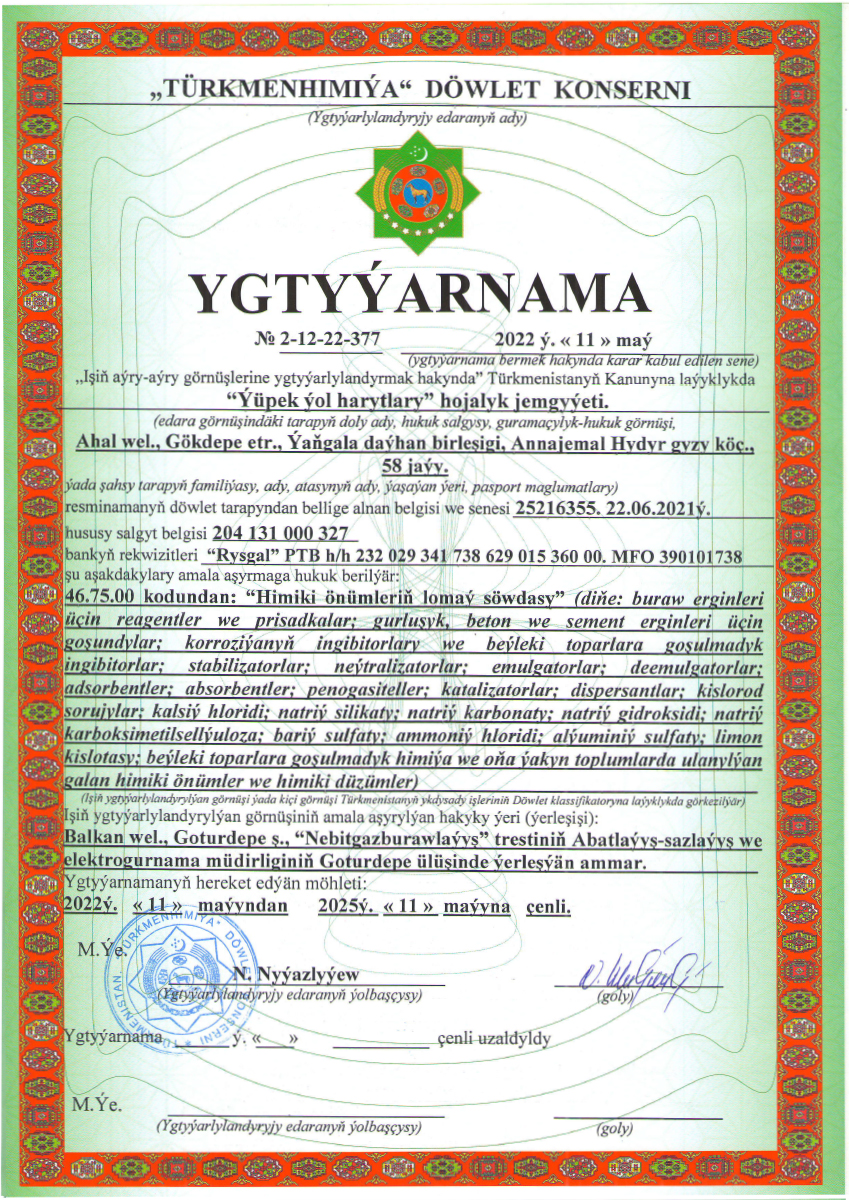 „TÜRKMENHIMIÝA“ DÖWLET KONSERNI
(Ygtyýarlylandyryjy edaranyň ady)
YGTYÝARNAMA
№ 2-12-22-377 2022 ý. « 11 » maý
(ygtyýarnama bermek hakynda karar kabul edilen sene)
„Işiň aýry-aýry görnüşlerine ygtyýarlylandyrmak hakynda” Türkmenistanyň Kanunyna laýyklykda
“Ýüpek ýol harytlary” hojalyk jemgyýeti.
(edara görnüşindäki tarapyň doly ady, hukuk salgysy, guramaçylyk-hukuk görnüşi,
Ahal wel., Gökdepe etr., Ýaňgala daýhan birleşigi, Annajemal Hydyr gyzy köç.,
58 jaýy.
ýada şahsy tarapyň familiýasy, ady, atasynyň ady, ýaşaýan ýeri, pasport maglumatlary)
resminamanyň döwlet tarapyndan bellige alnan belgisi we senesi 25216355. 22.06.2021ý.
hususy salgyt belgisi 204 131 000 327
bankyň rekwizitleri “Rysgal” PTB h/h 232 029 341 738 629 015 360 00. MFO 390101738
şu aşakdakylary amala aşyrmaga hukuk berilýär:
46.75.00 kodundan: “Himiki önümleriň lomaý söwdasy” (diňe: buraw erginleri
üçin reagentler we prisadkalar; gurluşyk, beton we sement erginleri üçin
goşundylar; korroziýanyň ingibitorlary we beýleki toparlara goşulmadyk
ingibitorlar; stabilizatorlar; neýtralizatorlar; emulgatorlar; deemulgatorlar;
adsorbentler; absorbentler; penogasiteller; katalizatorlar; dispersantlar; kislorod
sorujylar; kalsiý hloridi; natriý silikaty; natriý karbonaty; natriý gidroksidi; natriý
karboksimetilsellýuloza; bariý sulfaty; ammoniý hloridi; alýuminiý sulfaty; limon
kislotasy; beýleki toparlara goşulmadyk himiýa we oňa ýakyn toplumlarda ulanylýan
galan himiki önümler we himiki düzümler)
(Işiň ygtyýarlylandyrylýan görnüşi ýada kiçi görnüşi Türkmenistanyň ykdysady işleriniň Döwlet klassifikatoryna laýyklykda görkezilýär)
Işiň ygtyýarlylandyrylýan görnüşiniň amala aşyrylýan hakyky ýeri (ýerleşişi):
Balkan wel., Goturdepe ş., “Nebitgazburawlaýyş” trestiniň Abatlaýyş-sazlaýyş we
elektrogurnama müdirliginiň Goturdepe ülüşinde ýerleşýän ammar.
Ygtyýarnamanyň hereket edýän möhleti:
2022ý. « 11 » maýyndan 2025ý. « 11 » maýyna çenli.
M.Ýe.
N. Nyýazlyýew
(Ygtyýarlylandyryjy edaranyň ýolbaşçysy) (goly)
Ygtyýarnama ______ ý. «___» __________ çenli uzaldyldy
M.Ýe.
(Ygtyýarlylandyryjy edaranyň ýolbaşçysy) (goly)